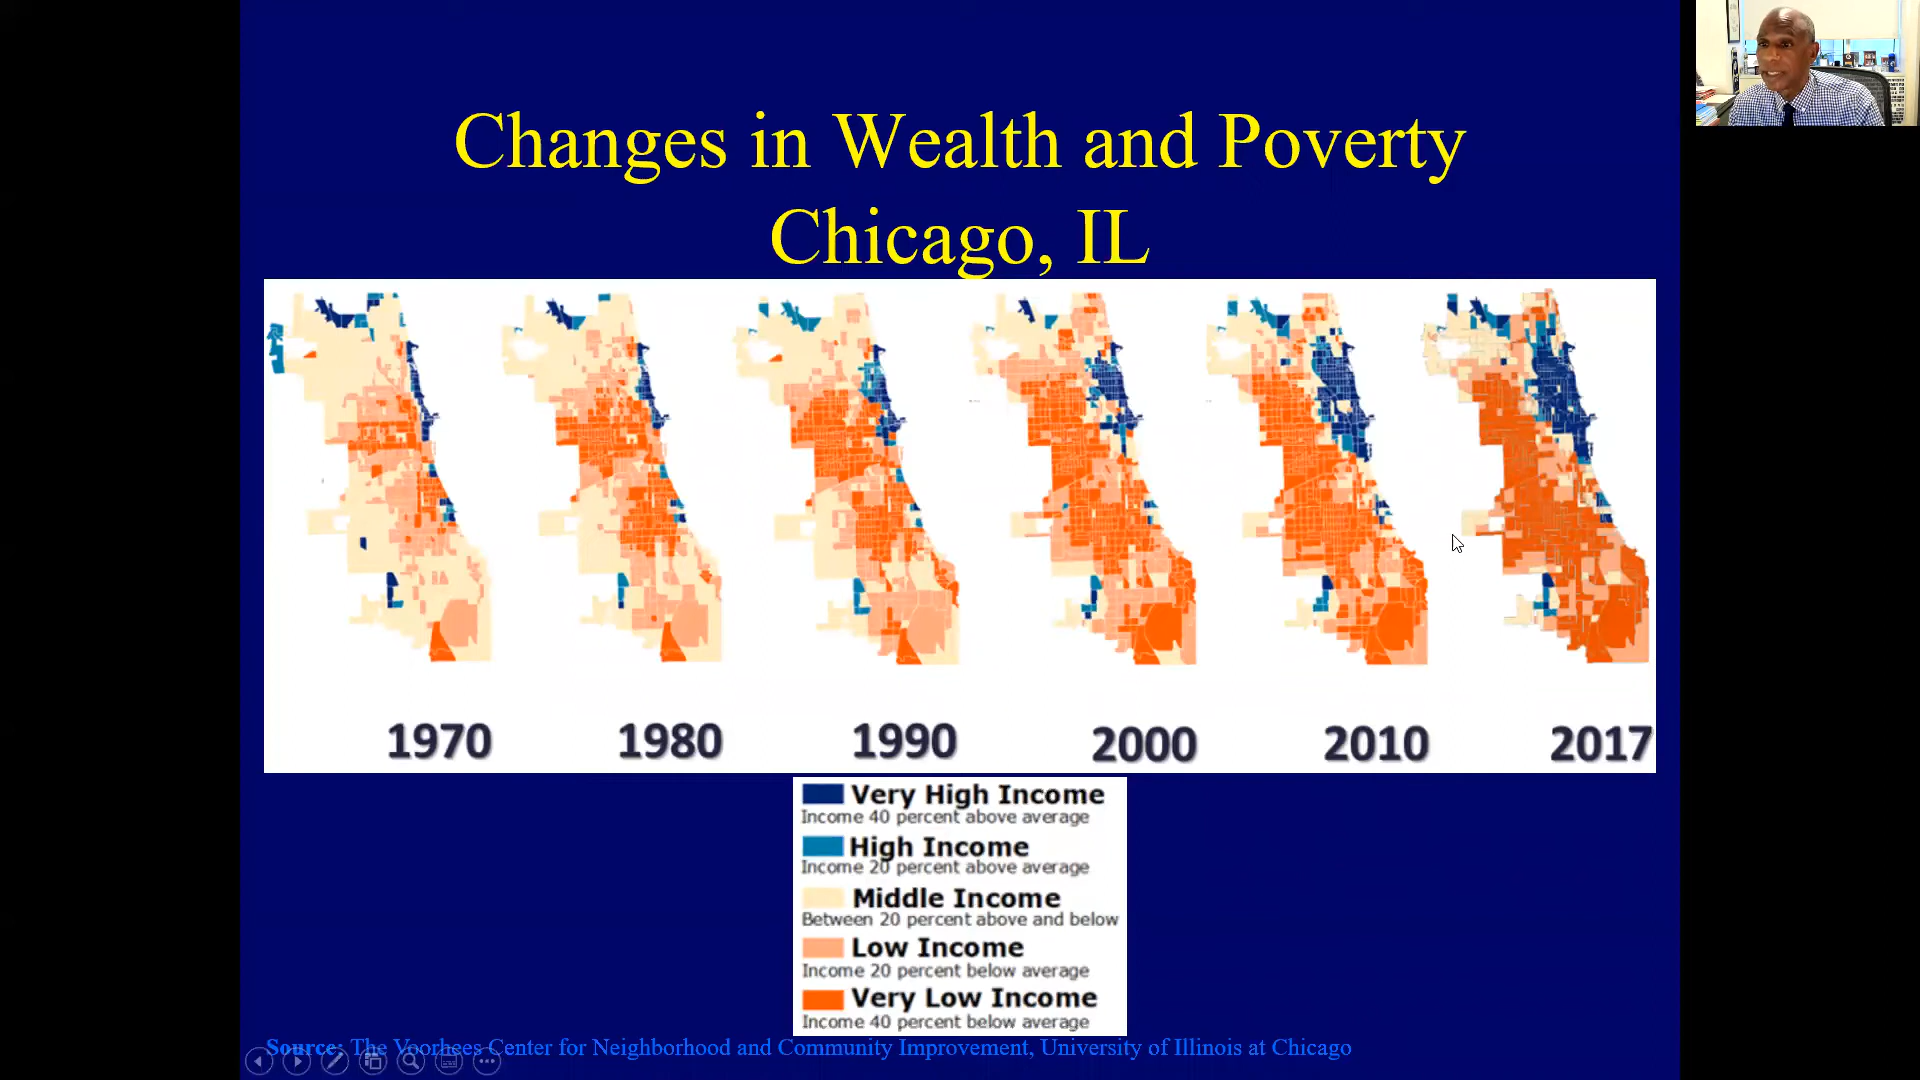 Changes in Wealth and Poverty
Chicago, IL
1970
1980
1990
2000
2010
2017
Very High Income
Income 40 percent above average
High Income
Income 20 percent above average
Middle Income
Between 20 percent above and below
Low Income
Income 20 percent below average
Very Low Income
Income 40 percent below average
Source: The Voorhees Center for Neighborhood and Community Improvement, University of Illinois at Chicago